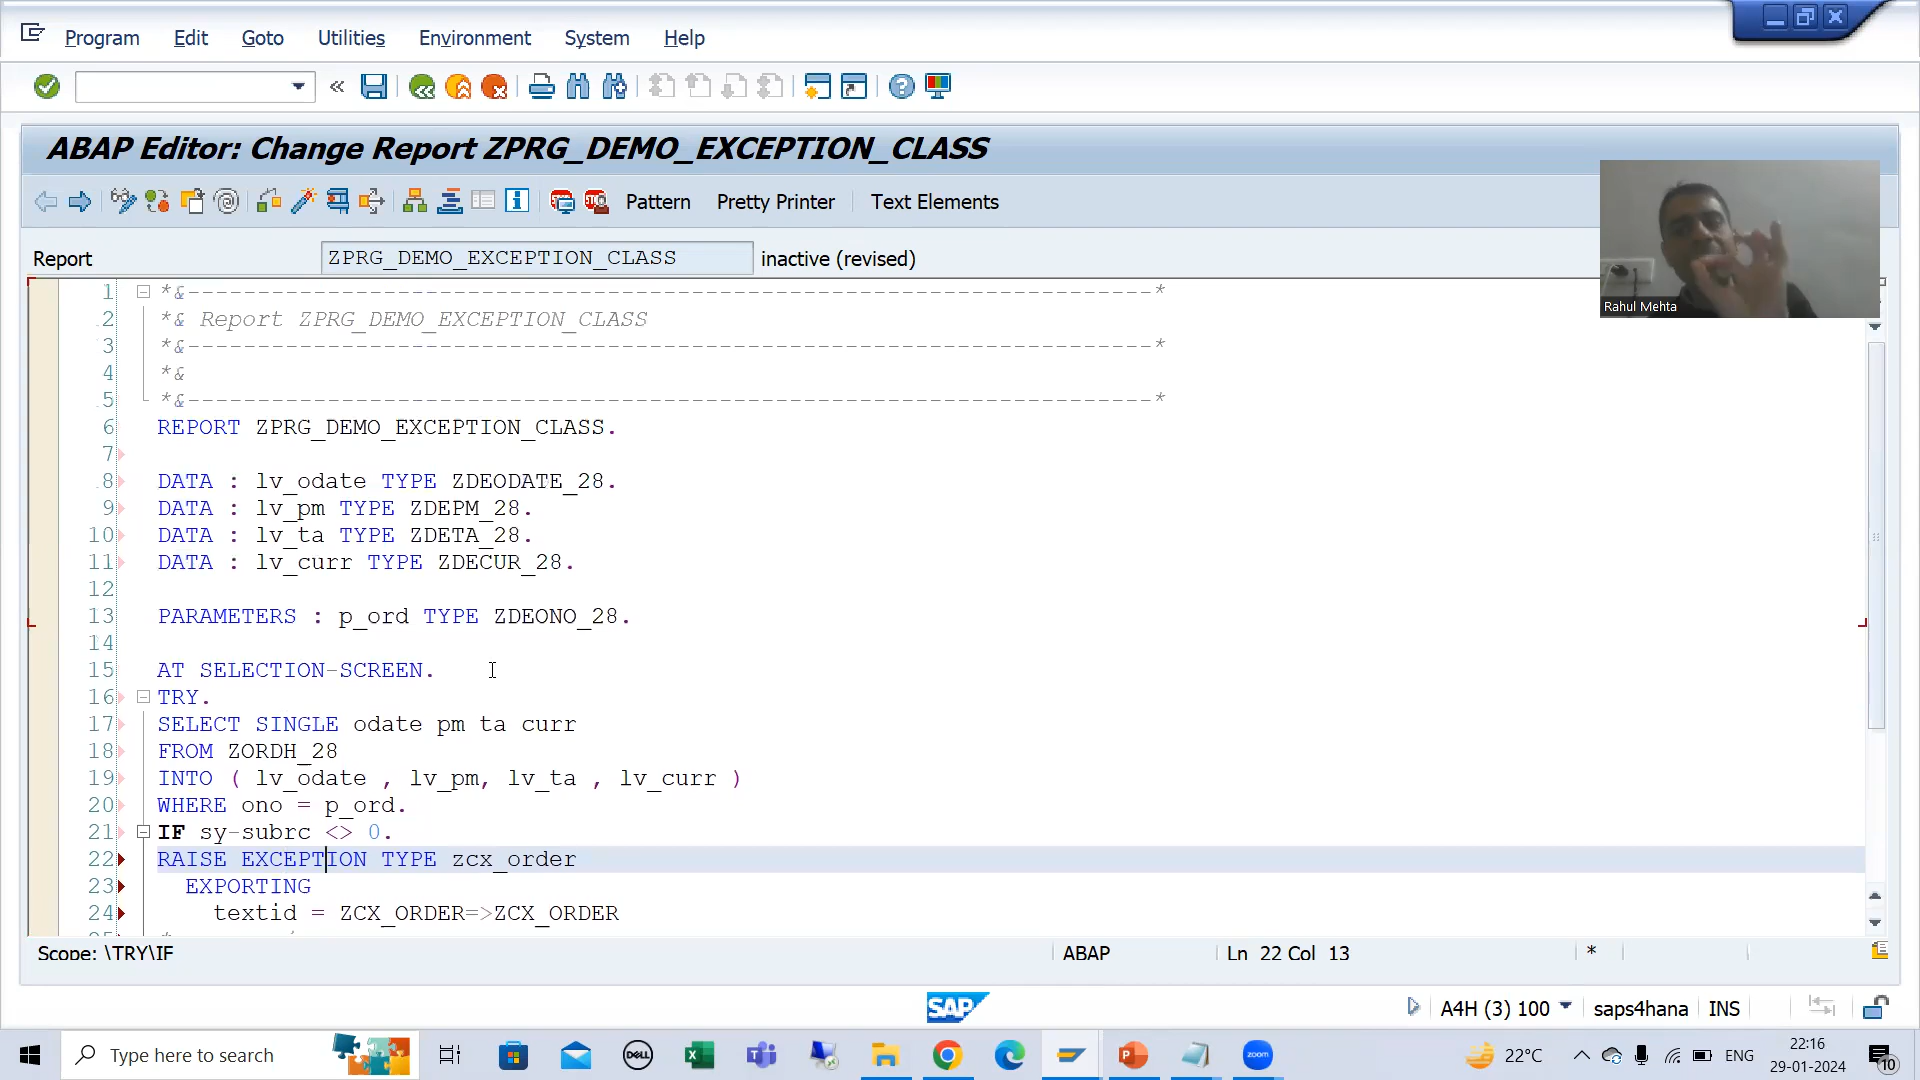 Program Edit Goto Utilities Environment System Help
«
ABAP Editor: Change Report ZPRG_DEMO_EXCEPTION_CLASS
Pattern Pretty Printer Text Elements
Report ZPRG_DEMO_EXCEPTION_CLASS inactive (revised)
Rahul Mehta
1 *&---------------------------------------------------------------------*
2 *& Report ZPRG_DEMO_EXCEPTION_CLASS
3 *&---------------------------------------------------------------------*
4 *&
5 *&---------------------------------------------------------------------*
6 REPORT ZPRG_DEMO_EXCEPTION_CLASS.
7
8 DATA : lv_odate TYPE ZDEODATE_28.
9 DATA : lv_pm TYPE ZDEPM_28.
10 DATA : lv_ta TYPE ZDETA_28.
11 DATA : lv_curr TYPE ZDECUR_28.
12
13 PARAMETERS : p_ord TYPE ZDEONO_28.
14
15 AT SELECTION-SCREEN.
16 TRY.
17 SELECT SINGLE odate pm ta curr
18 FROM ZORDH_28
19 INTO ( lv_odate , lv_pm, lv_ta , lv_curr )
20 WHERE ono = p_ord.
21 IF sy-subrc <> 0.
22 RAISE EXCEPTION TYPE zcx_order
23 EXPORTING
24 textid = ZCX_ORDER=>ZCX_ORDER
Scope: \TRY\IF ABAP Ln 22 Col 13 *
SAP A4H (3) 100 saps4hana INS
Type here to search DELL zoom 22°C ENG 22:16
29-01-2024 10